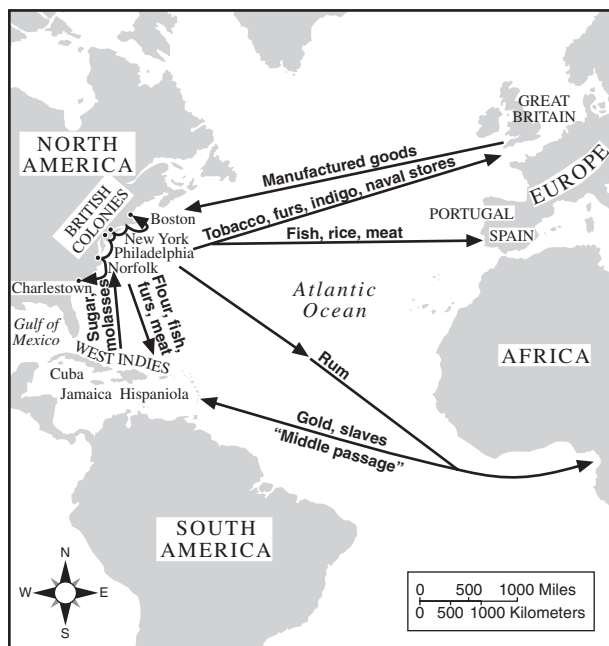 GREAT
BRITAIN
NORTH
AMERICA
EUROPE
Manufactured goods
BRITISH
COLONIES
Boston
Tobacco, furs, indigo, naval stores
PORTUGAL
New York
Fish, rice, meat
SPAIN
Philadelphia
Norfolk
Charlestown
Sugar,
molasses
Flour, fish,
furs, meat
Atlantic
Ocean
Gulf of
Mexico
WEST INDIES
Rum
AFRICA
Cuba
Jamaica
Hispaniola
Gold, slaves
“Middle passage”
SOUTH
AMERICA
N
W
E
S
0 500 1000 Miles
0 500 1000 Kilometers